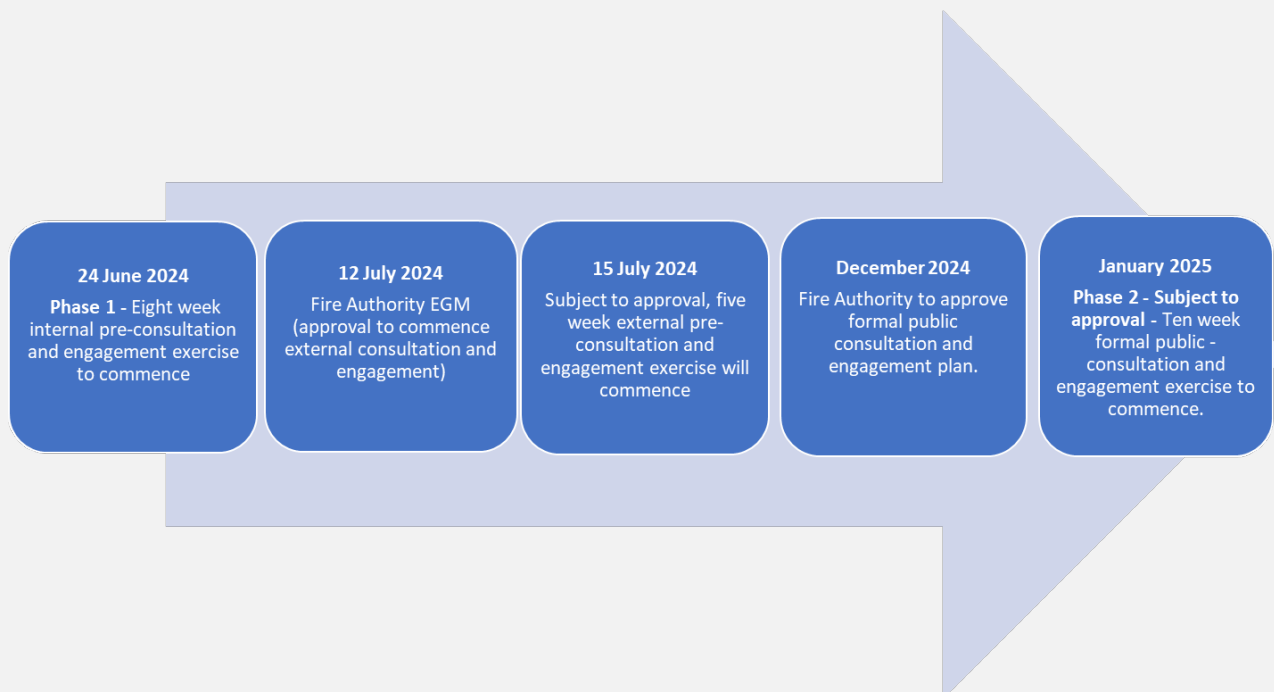 24 June 2024
Phase 1 - Eight week
internal pre-consultation
and engagement exercise
to commence
12 July 2024
Fire Authority EGM
(approval to commence
external consultation and
engagement)
15 July 2024
Subject to approval, five
week external pre-
consultation and
engagement exercise will
commence
December 2024
Fire Authority to approve
formal public
consultation and
engagement plan.
January 2025
Phase 2 - Subject to
approval - Ten week
formal public -
consultation and
engagement exercise to
commence.